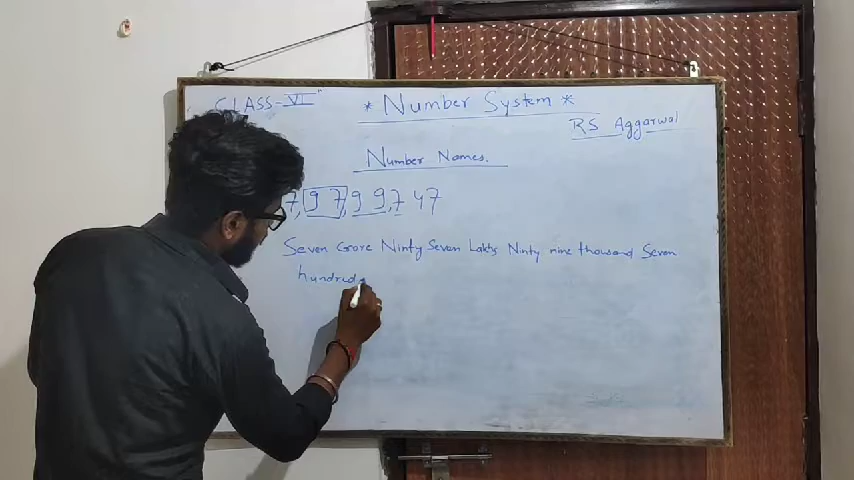 CLASS-VI"
* Number System *
RS Aggarwal
Number Names.
7,97,99,747
Seven Crore Ninty Seven Lakhs Ninty nine thousand Seven
hundred